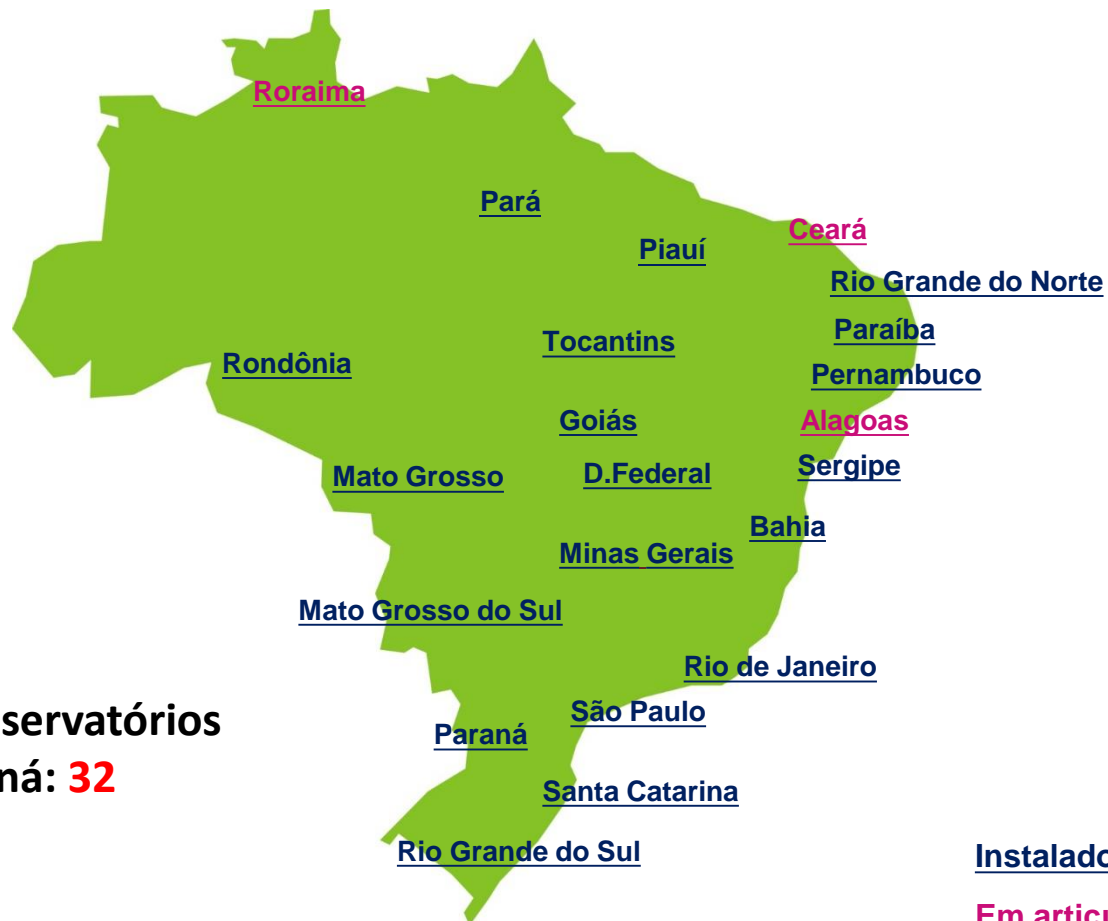 Roraima
Pará
Ceará
Piauí
Rio Grande do Norte
Paraíba
Tocantins
Rondônia
Pernambuco
Goiás
Alagoas
Sergipe
D.Federal
Mato Grosso
Bahia
Minas Gerais
Mato Grosso do Sul
Rio de Janeiro
São Paulo
servatórios
Paraná
ná: 32
Santa Catarina
Rio Grande do Sul
Instalado
Em articu